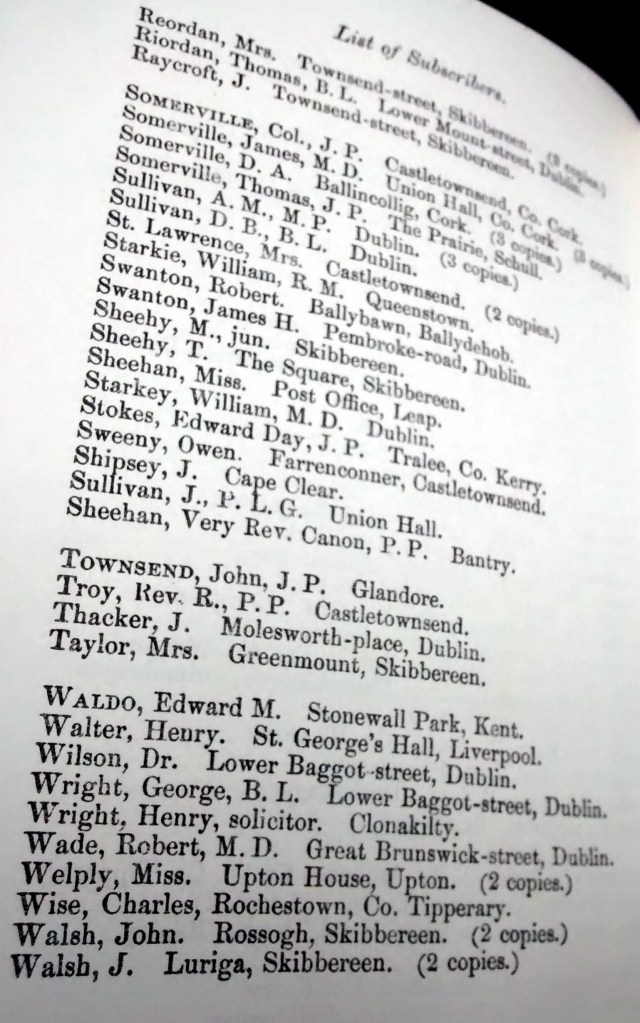 List of Subscribers.
Reordan, Mrs. Townsend-street, Skibbereen. (3 copies.)
Riordan, Thomas, B. L. Lower Mount-street, Dublin.
Raycroft, J. Townsend-street, Skibbereen.
SOMERVILLE, Col., J. P. Castletownsend, Co. Cork.
Somerville, James, M. D. Union Hall, Co. Cork. (3 copies.)
Somerville, D. A. Ballincollig, Cork. (3 copies.)
Somerville, Thomas, J. P. The Prairie, Schull.
Sullivan, A. M., M. P. Dublin. (3 copies.)
Sullivan, D. B., B. L. Dublin.
St. Lawrence, Mrs. Castletownsend. (2 copies.)
Starkie, William, R. M. Queenstown.
Swanton, Robert. Ballybawn, Ballydehob.
Swanton, James H. Pembroke-road, Dublin.
Sheehy, M., jun. Skibbereen.
Sheehy, T. The Square, Skibbereen.
Sheehan, Miss. Post Office, Leap.
Starkey, William, M. D. Dublin.
Stokes, Edward Day, J. P. Tralee, Co. Kerry.
Sweeny, Owen. Farrenconner, Castletownsend.
Shipsey, J. Cape Clear.
Sullivan, J., P. L. G. Union Hall.
Sheehan, Very Rev. Canon, P. P. Bantry.
TOWNSEND, John, J. P. Glandore.
Troy, Rev. R., P. P. Castletownsend.
Thacker, J. Molesworth-place, Dublin.
Taylor, Mrs. Greenmount, Skibbereen.
WALDO, Edward M. Stonewall Park, Kent.
Walter, Henry. St. George's Hall, Liverpool.
Wilson, Dr. Lower Baggot-street, Dublin.
Wright, George, B. L. Lower Baggot-street, Dublin.
Wright, Henry, solicitor. Clonakilty.
Wade, Robert, M. D. Great Brunswick-street, Dublin.
Welply, Miss. Upton House, Upton. (2 copies.)
Wise, Charles, Rochestown, Co. Tipperary.
Walsh, John. Rossogh, Skibbereen. (2 copies.)
Walsh, J. Luriga, Skibbereen. (2 copies.)